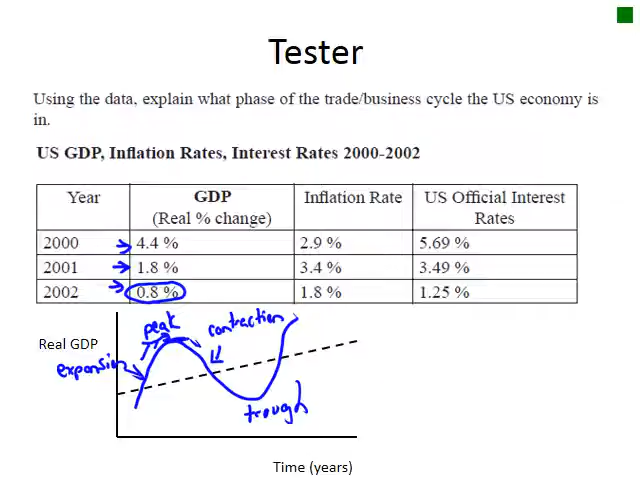 Tester
Using the data, explain what phase of the trade/business cycle the US economy is
in.
US GDP, Inflation Rates, Interest Rates 2000-2002
Year GDP Inflation Rate US Official Interest
(Real % change) Rates
2000 4.4 % 2.9 % 5.69 %
2001 1.8 % 3.4 % 3.49 %
2002 0.8 % 1.8 % 1.25 %
peak contraction
Real GDP
expansion
trough
Time (years)